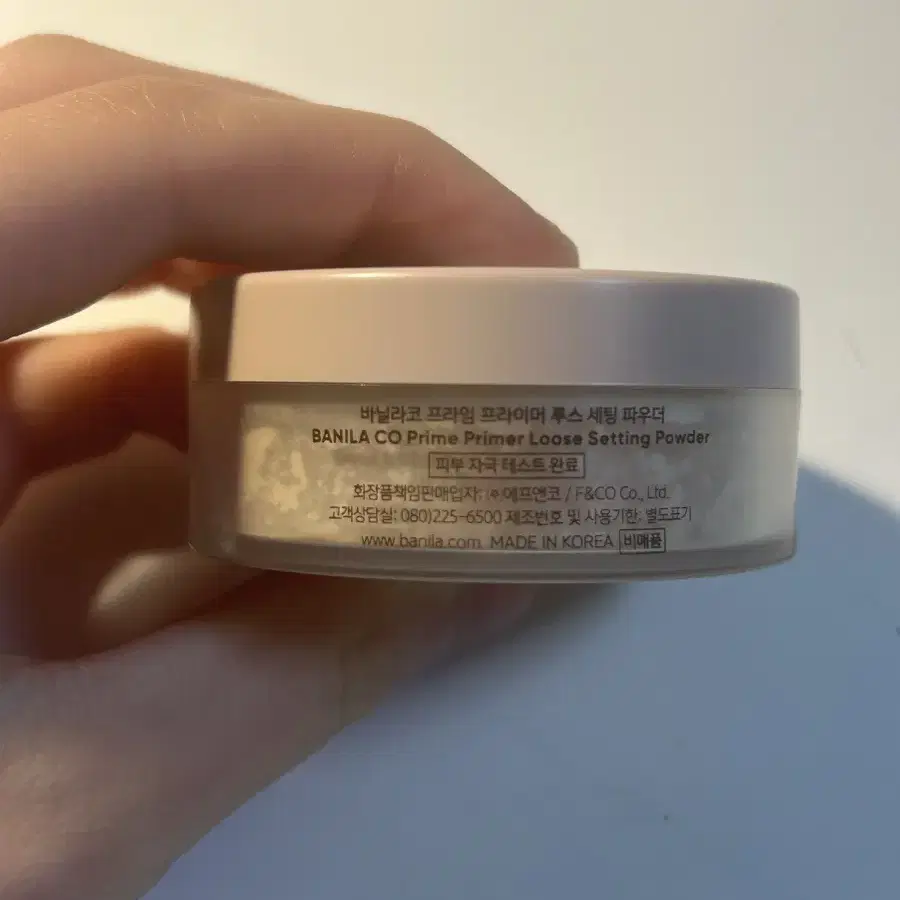 바닐라코 프라임 프라이머 루스 세팅 파우더
BANILA CO Prime Primer Loose Setting Powder
피부 자극 테스트 완료
화장품책임판매업자: ㈜에프앤코 / F&CO Co., Ltd.
고객상담실: 080)225-6500 제조번호 및 사용기한: 별도표기
www.banila.com MADE IN KOREA 비매품